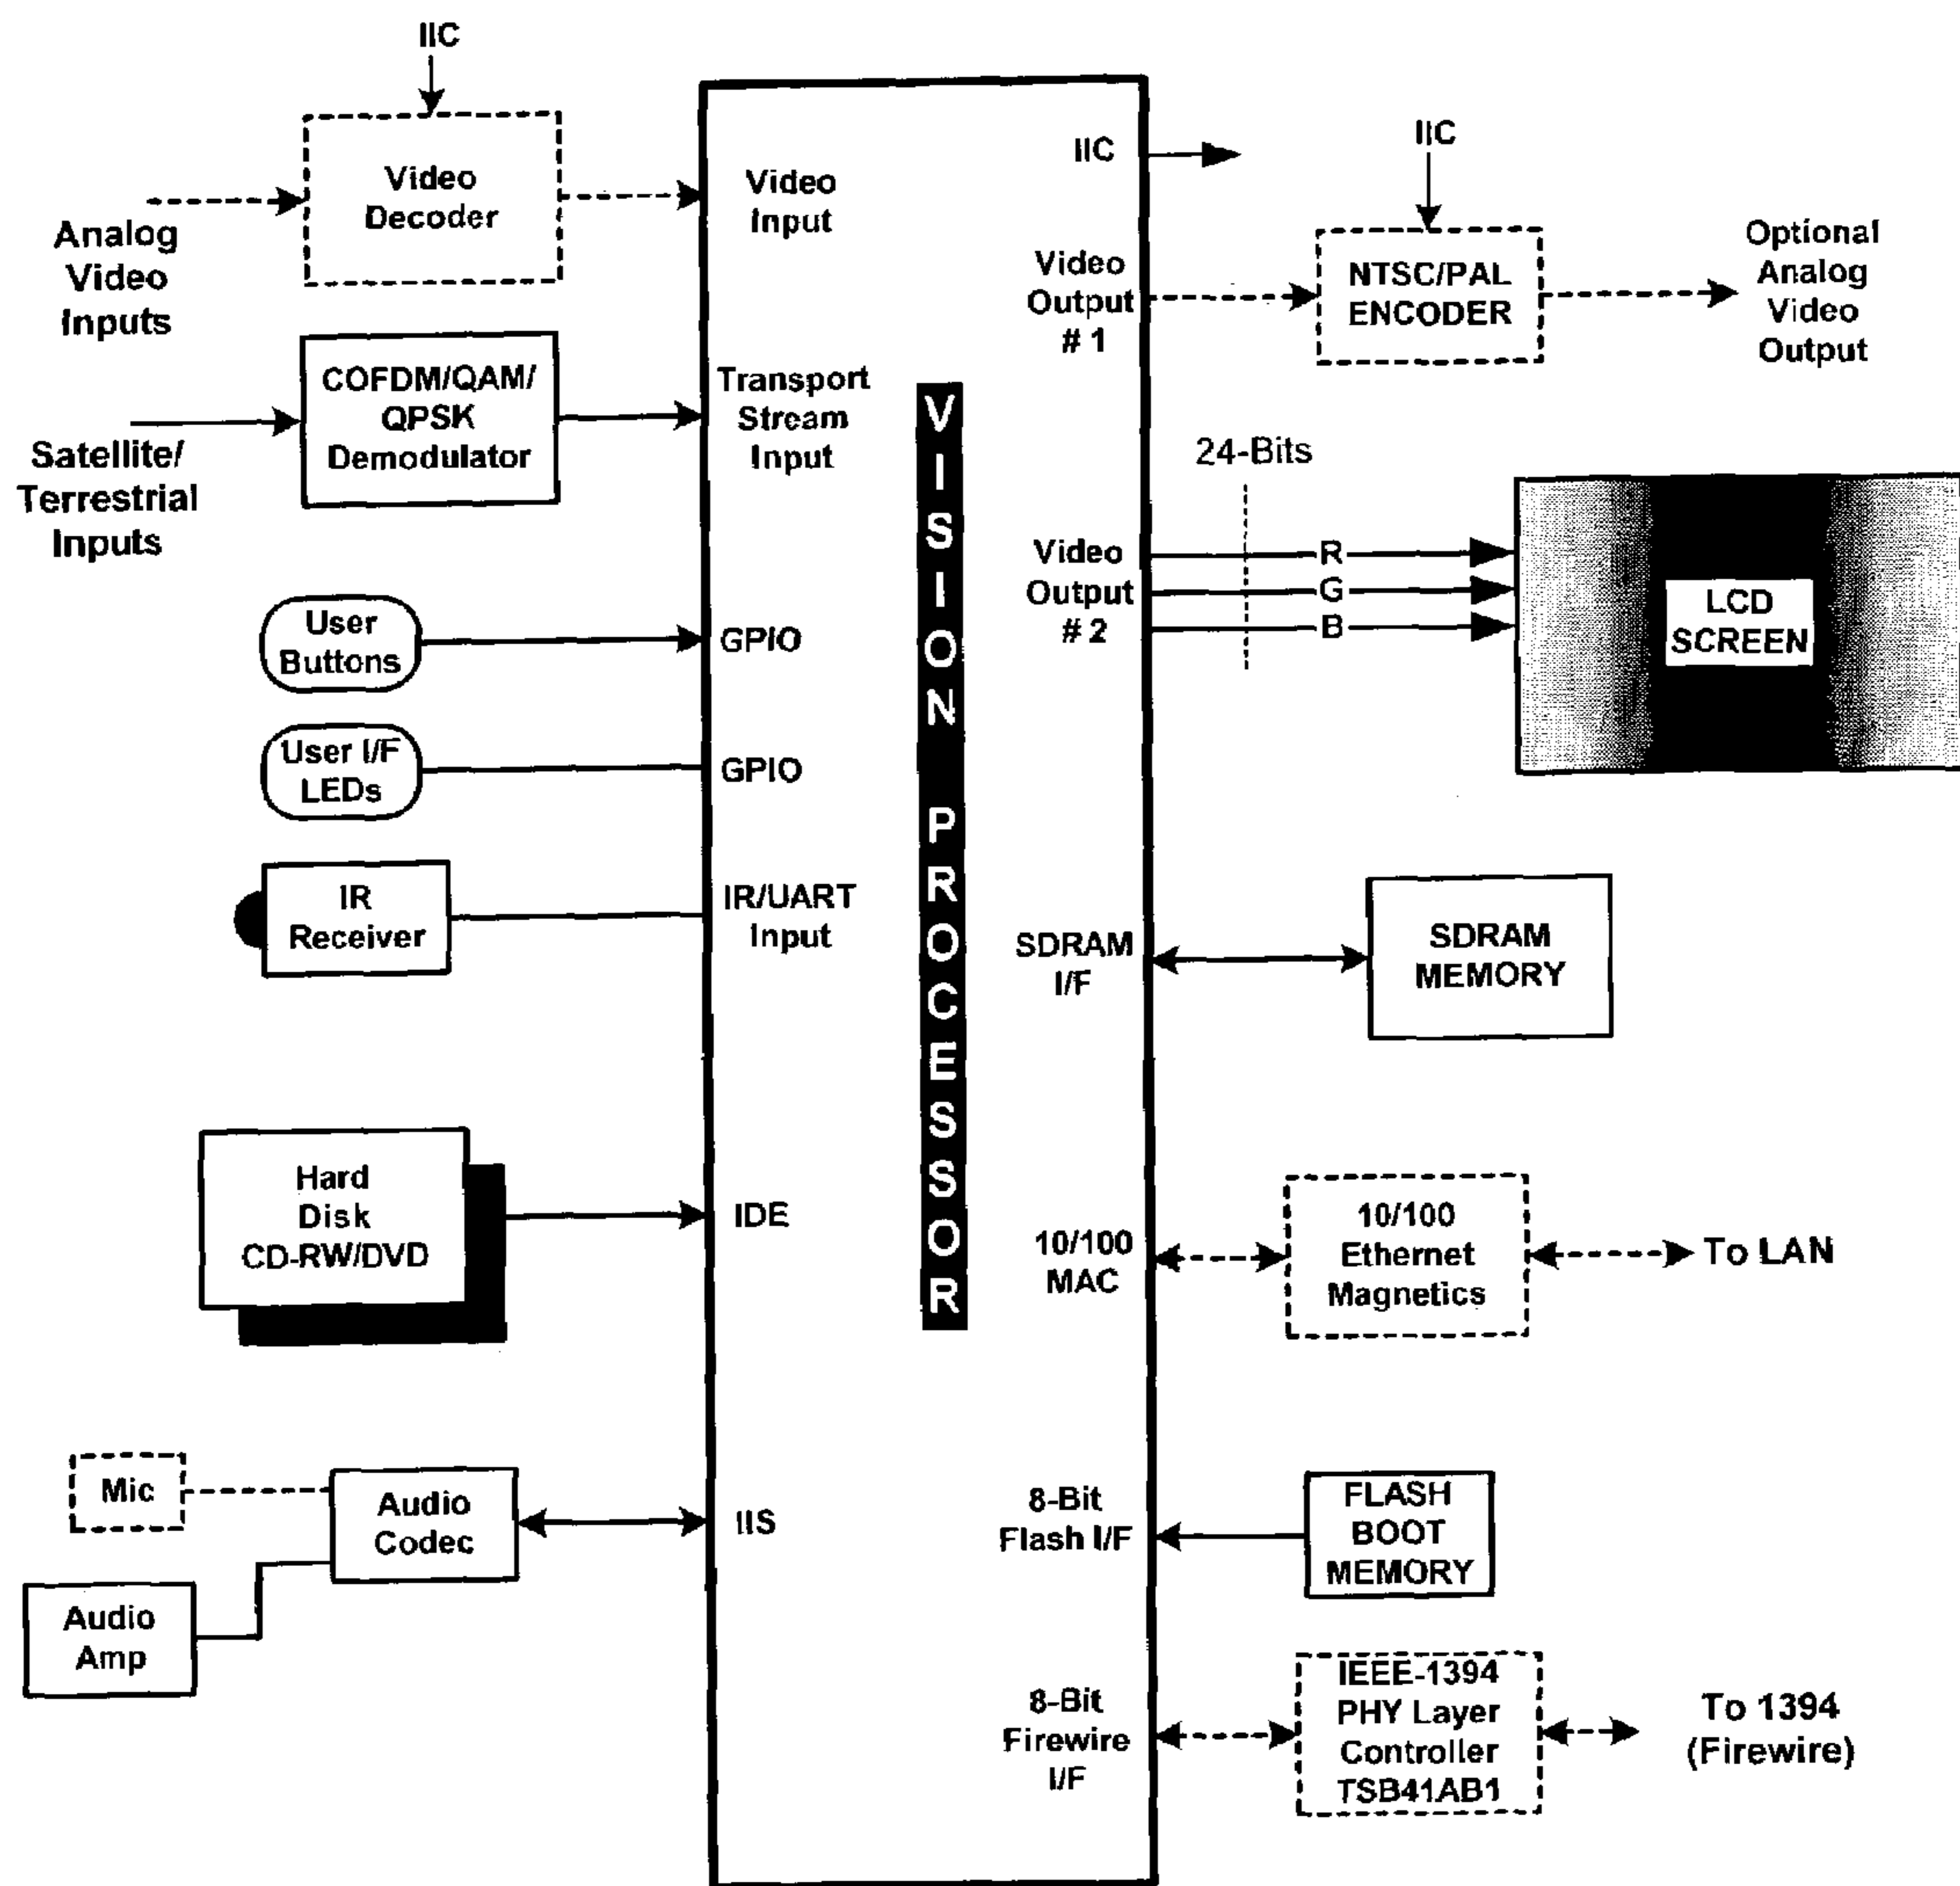 IIC
Video
Decoder
Analog
Video
Inputs
Video
Input
IIC
IIC
Video
Output
# 1
NTSC/PAL
ENCODER
Optional
Analog
Video
Output
COFDM/QAM/
QPSK
Demodulator
Satellite/
Terrestrial
Inputs
Transport
Stream
Input
VISION PROCESSOR
24-Bits
Video
Output
# 2
R
G
B
LCD
SCREEN
User
Buttons
GPIO
User I/F
LEDs
GPIO
IR
Receiver
IR/UART
Input
SDRAM
I/F
SDRAM
MEMORY
Hard
Disk
CD-RW/DVD
IDE
10/100
MAC
10/100
Ethernet
Magnetics
To LAN
Mic
Audio
Codec
IIS
Audio
Amp
8-Bit
Flash I/F
FLASH
BOOT
MEMORY
8-Bit
Firewire
I/F
IEEE-1394
PHY Layer
Controller
TSB41AB1
To 1394
(Firewire)